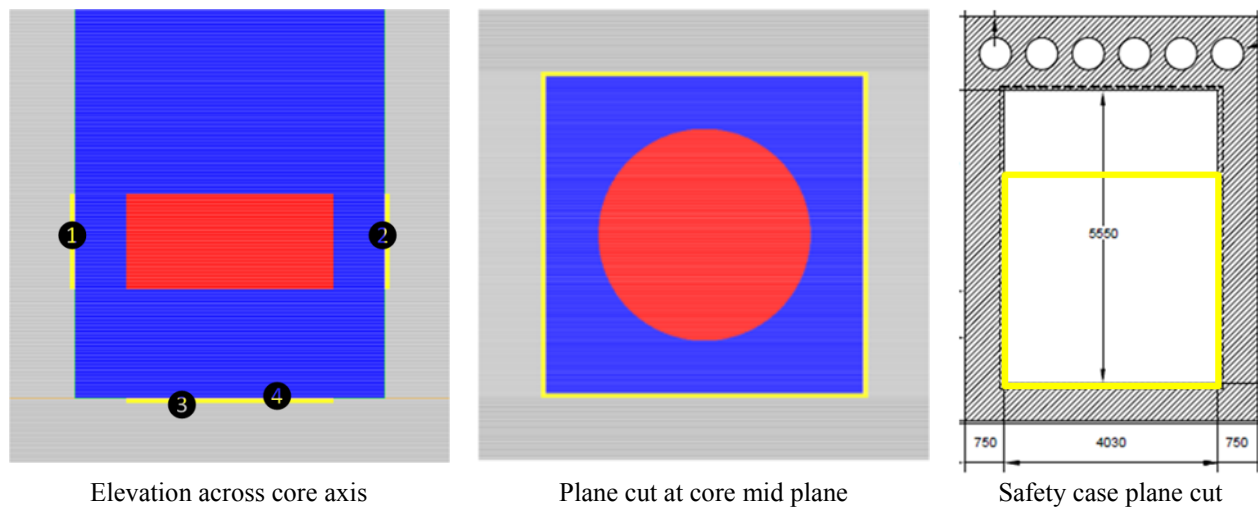 1
2
3
4
5550
750
4030
750
Elevation across core axis
Plane cut at core mid plane
Safety case plane cut